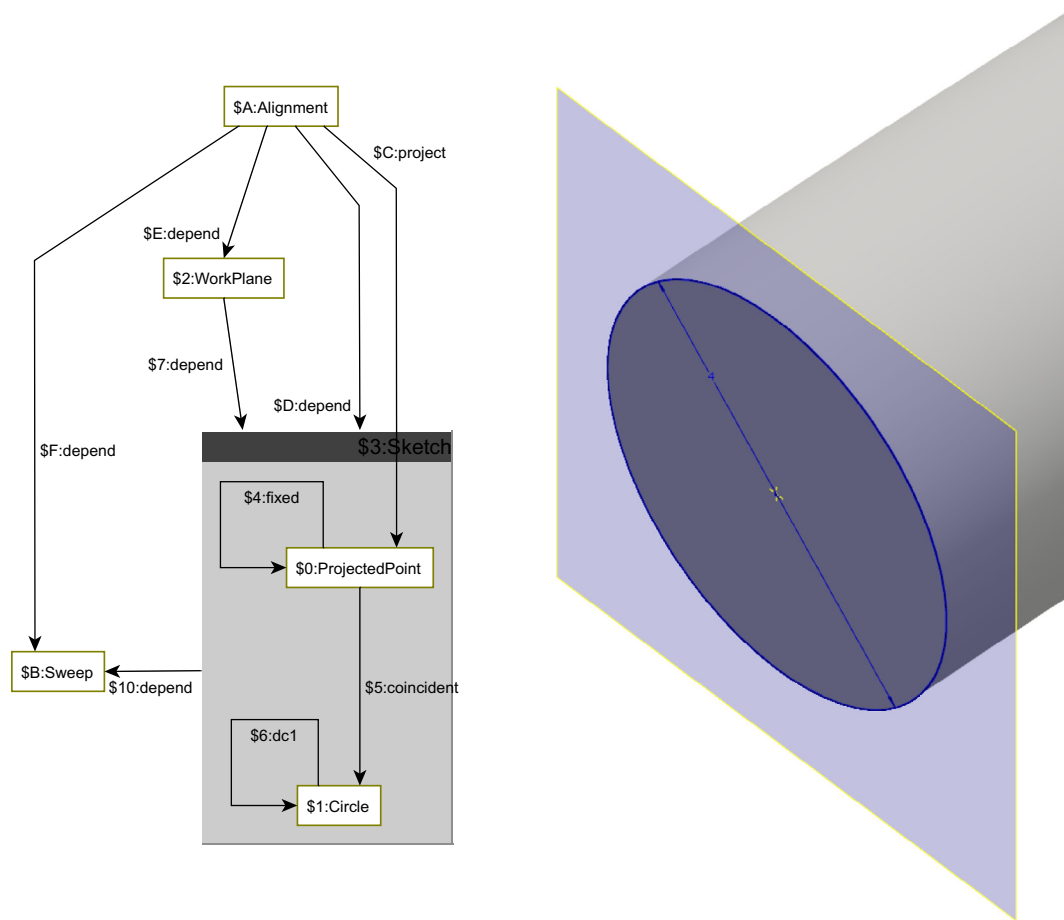 $A:Alignment
$C:project
$E:depend
$2:WorkPlane
$7:depend
$D:depend
$3:Sketch
$F:depend
$4:fixed
$0:ProjectedPoint
$B:Sweep
$10:depend
$5:coincident
$6:dc1
$1:Circle
4